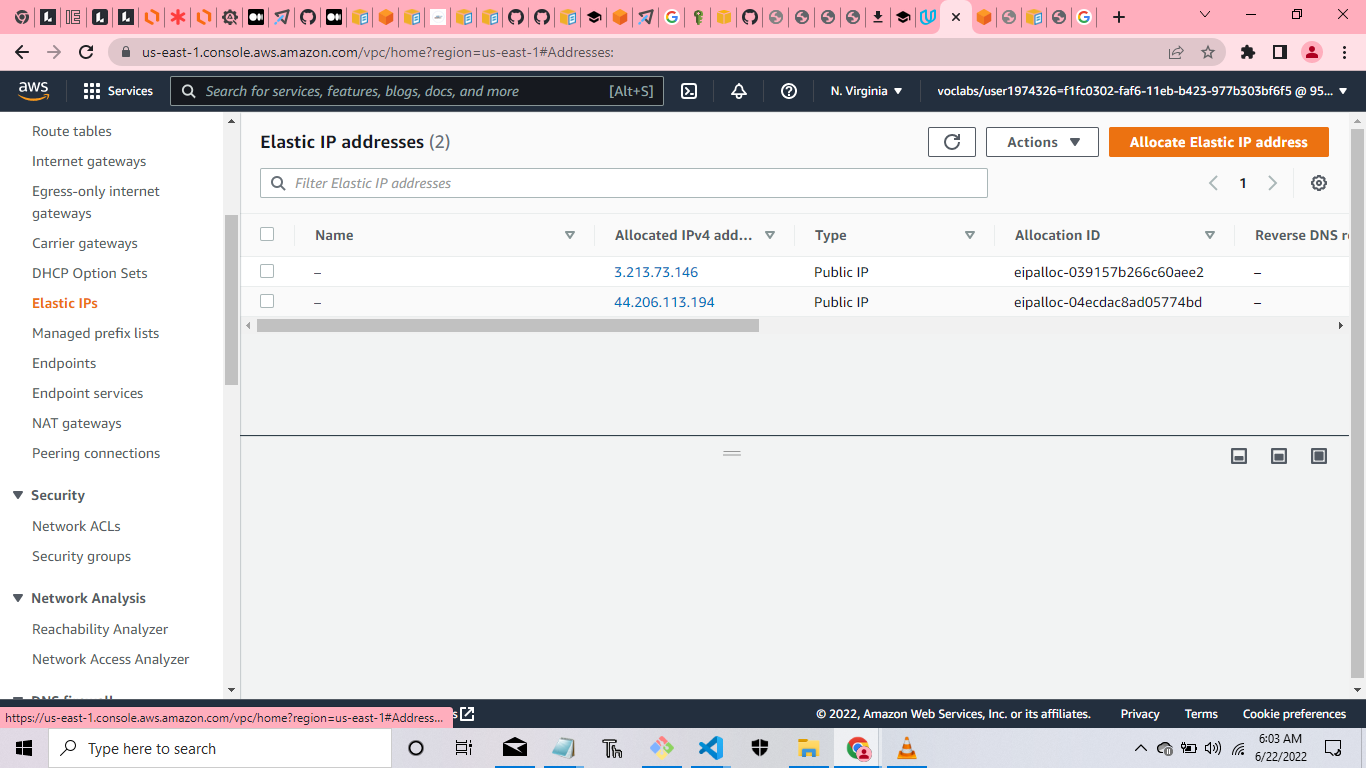 us-east-1.console.aws.amazon.com/vpc/home?region=us-east-1#Addresses:
aws
Services
Search for services, features, blogs, docs, and more
[Alt+S]
N. Virginia
voclabs/user1974326=f1fc0302-faf6-11eb-b423-977b303bf6f5 @ 95...
Route tables
Internet gateways
Egress-only internet
gateways
Carrier gateways
DHCP Option Sets
Elastic IPs
Managed prefix lists
Endpoints
Endpoint services
NAT gateways
Peering connections
Security
Network ACLs
Security groups
Network Analysis
Reachability Analyzer
Network Access Analyzer
Elastic IP addresses (2)
Actions
Allocate Elastic IP address
Filter Elastic IP addresses
1
Name
Allocated IPv4 add...
Type
Allocation ID
Reverse DNS
– 3.213.73.146 Public IP eipalloc-039157b266c60aee2 –
– 44.206.113.194 Public IP eipalloc-04ecdac8ad05774bd –
https://us-east-1.console.aws.amazon.com/vpc/home?region=us-east-1#Address...
© 2022, Amazon Web Services, Inc. or its affiliates.
Privacy
Terms
Cookie preferences
Type here to search
6:03 AM
6/22/2022